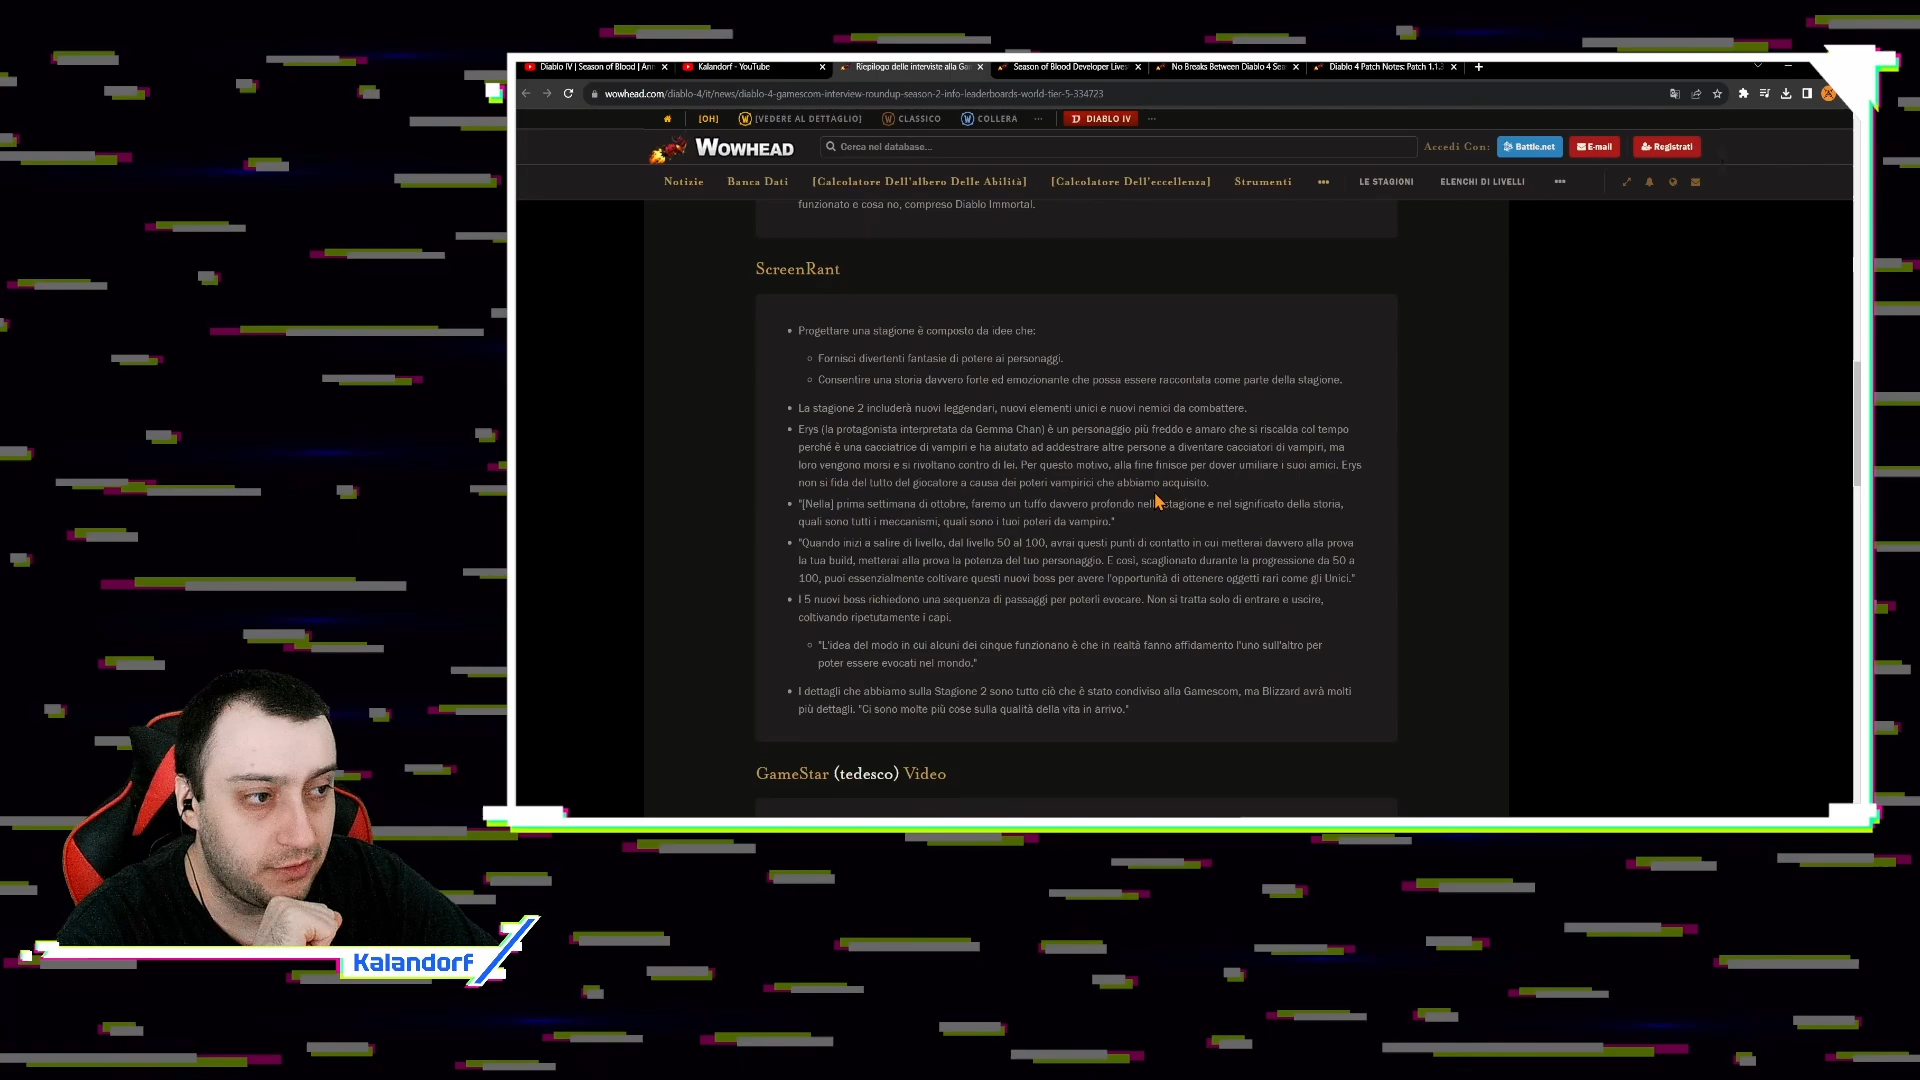 Diablo IV | Season of Blood | Ann
Kalandorf - YouTube
Riepilogo delle interviste alla Ga
Season of Blood Developer Lives
No Breaks Between Diablo 4 Sea
Diablo 4 Patch Notes: Patch 1.1.3
wowhead.com/diablo-4/it/news/diablo-4-gamescom-interview-roundup-season-2-info-leaderboards-world-tier-5-334723
[OH] [VEDERE AL DETTAGLIO] CLASSICO COLLERA ... DIABLO IV ...
WOWHEAD
Cerca nel database...
Accedi Con: Battle.net E-mail Registrati
Notizie Banca Dati [Calcolatore Dell'albero Delle Abilità] [Calcolatore Dell'eccellenza] Strumenti ... LE STAGIONI ELENCHI DI LIVELLI ...
funzionato e cosa no, compreso Diablo Immortal.
ScreenRant
• Progettare una stagione è composto da idee che:
○ Fornisci divertenti fantasie di potere ai personaggi.
○ Consentire una storia davvero forte ed emozionante che possa essere raccontata come parte della stagione.
• La stagione 2 includerà nuovi leggendari, nuovi elementi unici e nuovi nemici da combattere.
• Erys (la protagonista interpretata da Gemma Chan) è un personaggio più freddo e amaro che si riscalda col tempo
perché è una cacciatrice di vampiri e ha aiutato ad addestrare altre persone a diventare cacciatori di vampiri, ma
loro vengono morsi e si rivoltano contro di lei. Per questo motivo, alla fine finisce per dover umiliare i suoi amici. Erys
non si fida del tutto del giocatore a causa dei poteri vampirici che abbiamo acquisito.
• "[Nella] prima settimana di ottobre, faremo un tuffo davvero profondo nella stagione e nel significato della storia,
quali sono tutti i meccanismi, quali sono i tuoi poteri da vampiro."
• "Quando inizi a salire di livello, dal livello 50 al 100, avrai questi punti di contatto in cui metterai davvero alla prova
la tua build, metterai alla prova la potenza del tuo personaggio. E così, scaglionato durante la progressione da 50 a
100, puoi essenzialmente coltivare questi nuovi boss per avere l'opportunità di ottenere oggetti rari come gli Unici."
• I 5 nuovi boss richiedono una sequenza di passaggi per poterli evocare. Non si tratta solo di entrare e uscire,
coltivando ripetutamente i capi.
○ "L'idea del modo in cui alcuni dei cinque funzionano è che in realtà fanno affidamento l'uno sull'altro per
poter essere evocati nel mondo."
• I dettagli che abbiamo sulla Stagione 2 sono tutto ciò che è stato condiviso alla Gamescom, ma Blizzard avrà molti
più dettagli. "Ci sono molte più cose sulla qualità della vita in arrivo."
GameStar (tedesco) Video
Kalandorf